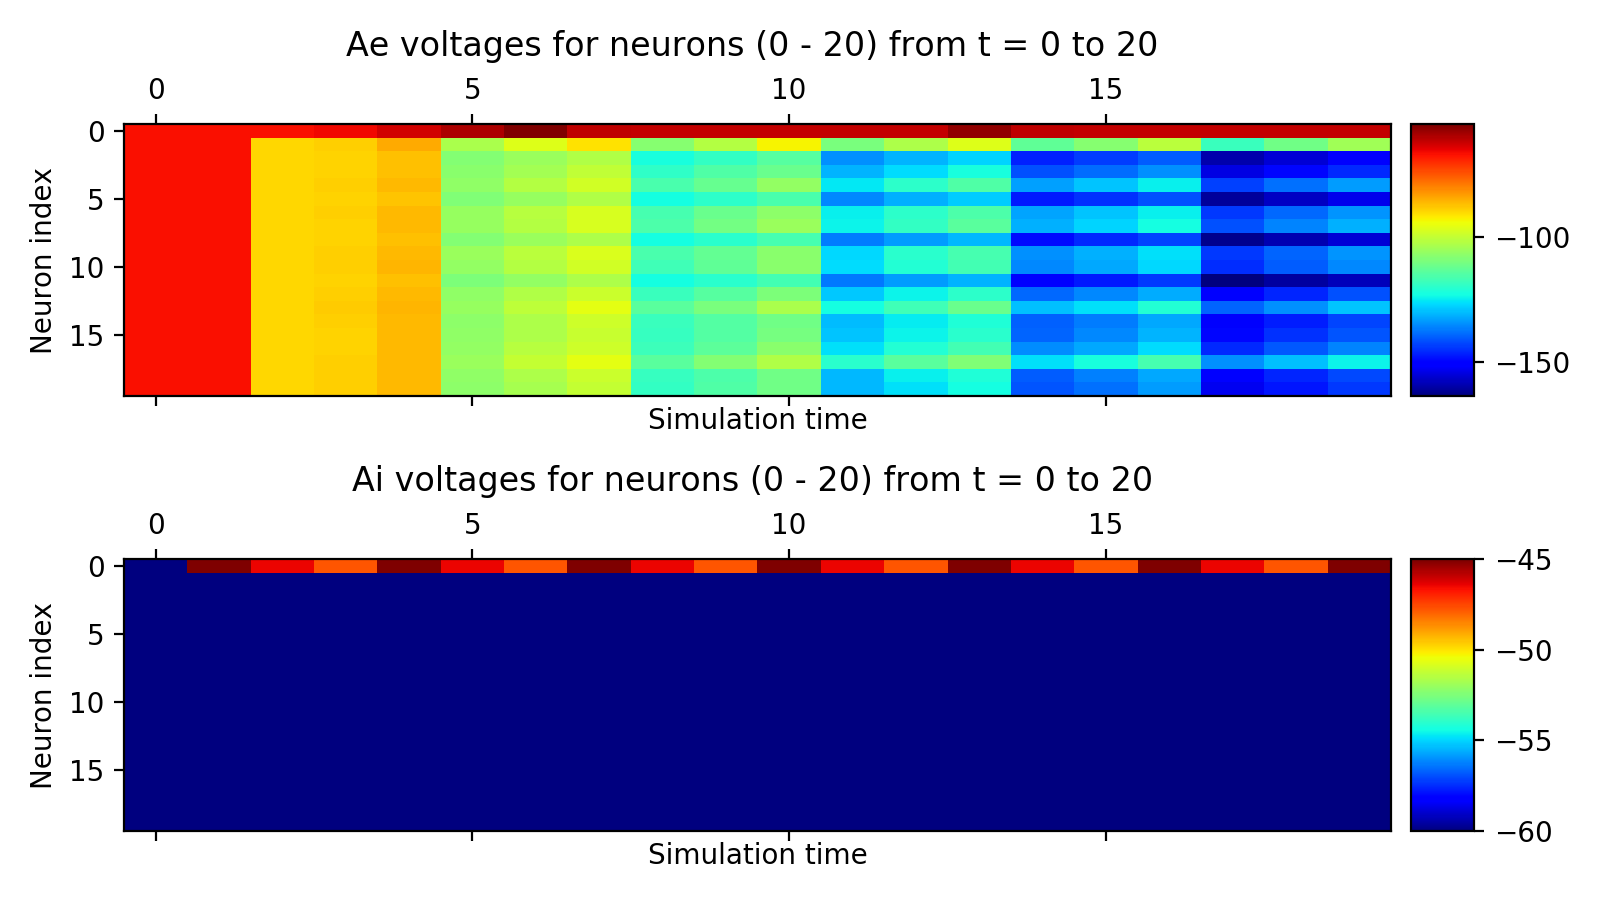 Ae voltages for neurons (0 - 20) from t = 0 to 20
0 5 10 15
0
5
10
15
Neuron index
Simulation time
−100
−150
Ai voltages for neurons (0 - 20) from t = 0 to 20
0 5 10 15
0
5
10
15
Neuron index
Simulation time
−45
−50
−55
−60